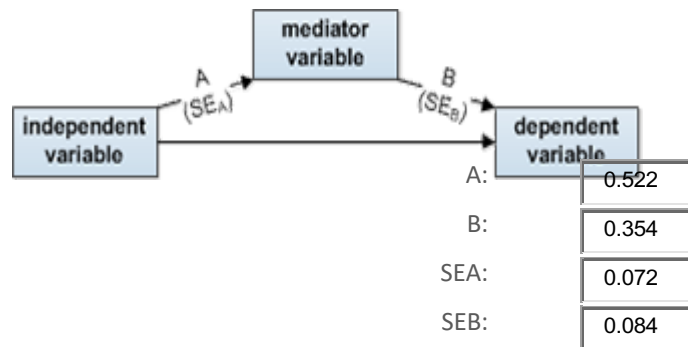 mediator
variable
A
(SEA)
B
(SEB)
independent
variable
dependent
variable
A: 0.522
B: 0.354
SEA: 0.072
SEB: 0.084